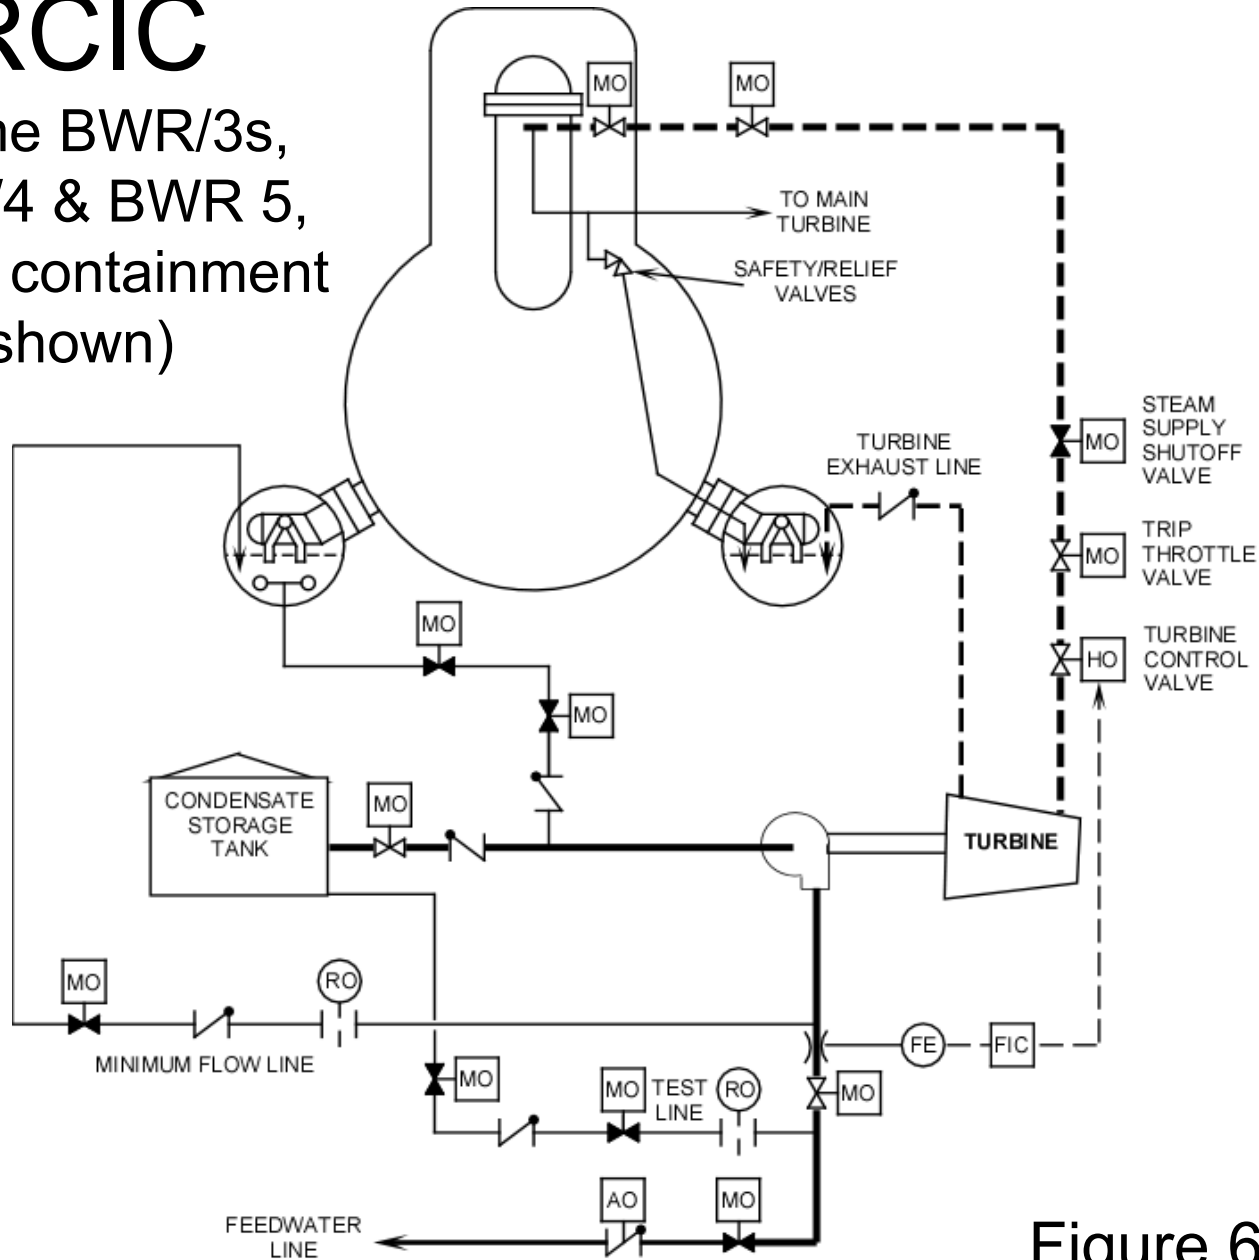 RCIC
ne BWR/3s,
/4 & BWR 5,
containment
shown)
MO
MO
TO MAIN
TURBINE
SAFETY/RELIEF
VALVES
STEAM
SUPPLY
SHUTOFF
VALVE
MO
TURBINE
EXHAUST LINE
TRIP
THROTTLE
VALVE
MO
TURBINE
CONTROL
VALVE
HO
MO
MO
CONDENSATE
STORAGE
TANK
MO
TURBINE
MO
RO
MINIMUM FLOW LINE
FE
FIC
MO
MO
TEST
LINE
RO
MO
AO
MO
FEEDWATER
LINE
Figure 6